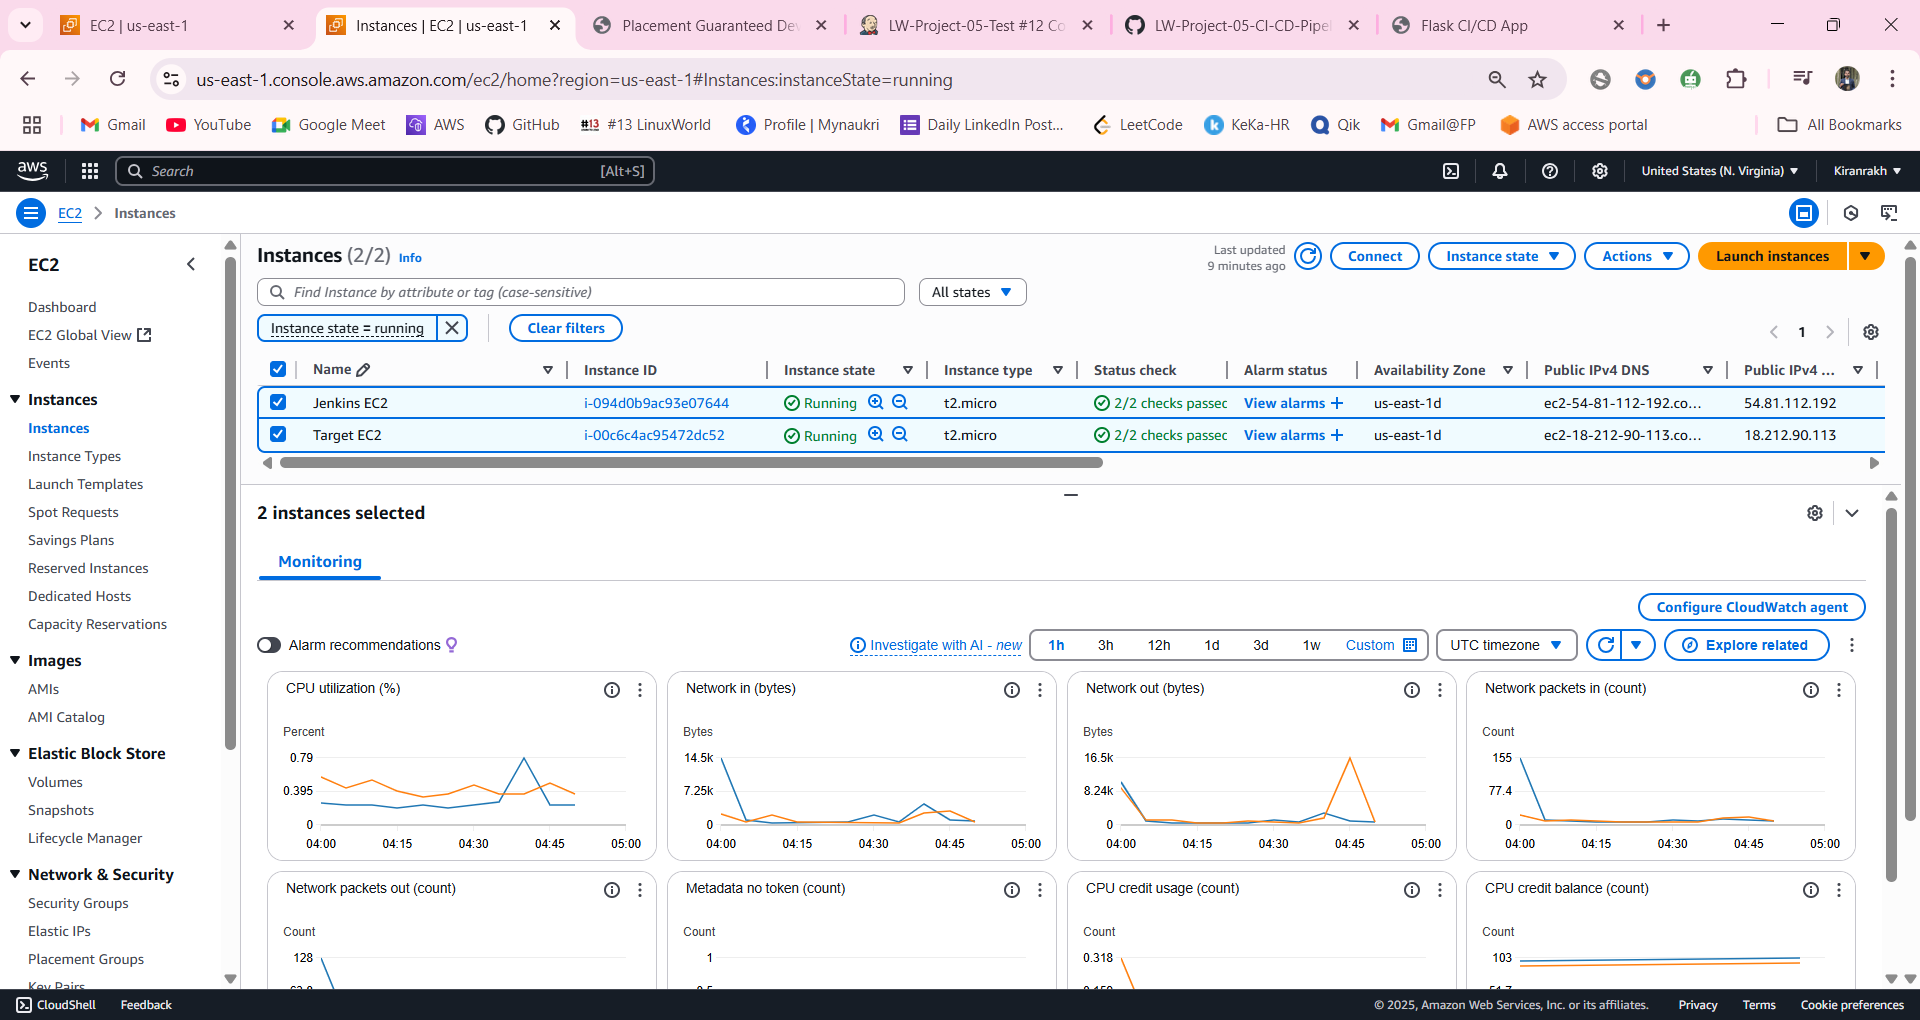 EC2 | us-east-1
Instances | EC2 | us-east-1
Placement Guaranteed Dev
LW-Project-05-Test #12 Co
LW-Project-05-CI-CD-Pipel
Flask CI/CD App
us-east-1.console.aws.amazon.com/ec2/home?region=us-east-1#Instances:instanceState=running
Gmail
YouTube
Google Meet
AWS
GitHub
#13 #13 LinuxWorld
Profile | Mynaukri
Daily LinkedIn Post...
LeetCode
KeKa-HR
Qik
Gmail@FP
AWS access portal
All Bookmarks
aws
Search
[Alt+S]
United States (N. Virginia)
Kiranrakh
EC2
Instances
EC2
Dashboard
EC2 Global View
Events
Instances
Instances
Instance Types
Launch Templates
Spot Requests
Savings Plans
Reserved Instances
Dedicated Hosts
Capacity Reservations
Images
AMIs
AMI Catalog
Elastic Block Store
Volumes
Snapshots
Lifecycle Manager
Network & Security
Security Groups
Elastic IPs
Placement Groups
Key Pairs
Instances (2/2) Info
Last updated
9 minutes ago
Connect
Instance state
Actions
Launch instances
Find Instance by attribute or tag (case-sensitive)
All states
Instance state = running
Clear filters
1
Name Instance ID Instance state Instance type Status check Alarm status Availability Zone Public IPv4 DNS Public IPv4 ...
Jenkins EC2 i-094d0b9ac93e07644 Running t2.micro 2/2 checks passed View alarms + us-east-1d ec2-54-81-112-192.co... 54.81.112.192
Target EC2 i-00c6c4ac95472dc52 Running t2.micro 2/2 checks passed View alarms + us-east-1d ec2-18-212-90-113.co... 18.212.90.113
2 instances selected
Monitoring
Configure CloudWatch agent
Alarm recommendations
Investigate with AI - new
1h 3h 12h 1d 3d 1w Custom
UTC timezone
Explore related
CPU utilization (%)
Percent
0.79
0.395
0
04:00 04:15 04:30 04:45 05:00
Network in (bytes)
Bytes
14.5k
7.25k
0
04:00 04:15 04:30 04:45 05:00
Network out (bytes)
Bytes
16.5k
8.24k
0
04:00 04:15 04:30 04:45 05:00
Network packets in (count)
Count
155
77.4
0
04:00 04:15 04:30 04:45 05:00
Network packets out (count)
Count
128
Metadata no token (count)
Count
1
0.5
CPU credit usage (count)
Count
0.318
0.159
CPU credit balance (count)
Count
103
CloudShell
Feedback
© 2025, Amazon Web Services, Inc. or its affiliates.
Privacy
Terms
Cookie preferences